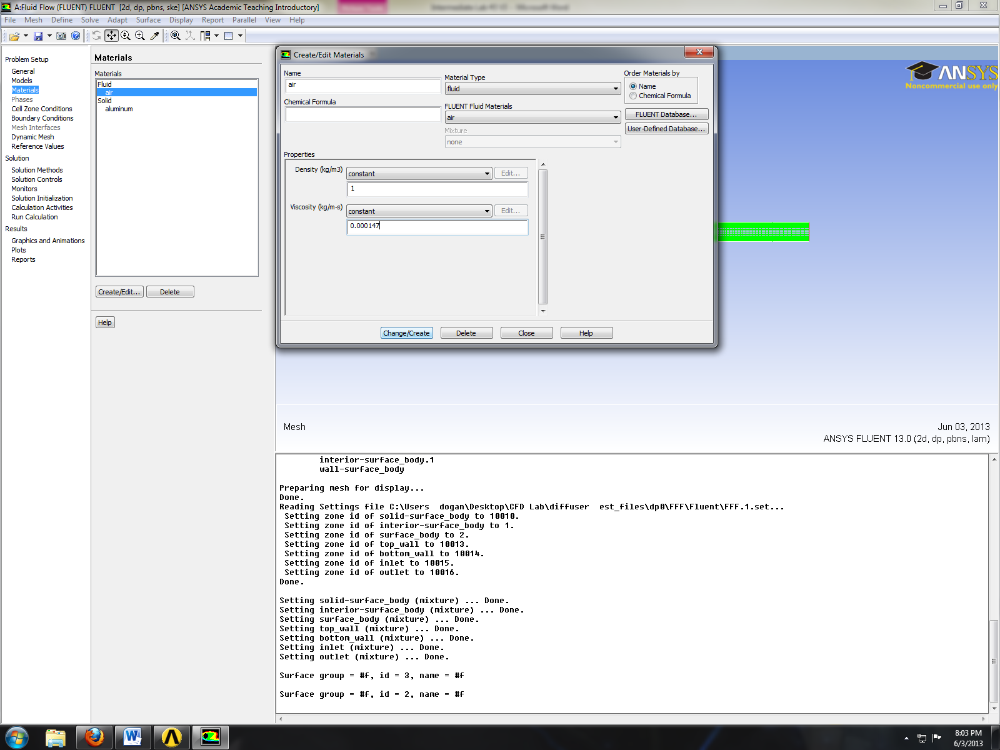 A:Fluid Flow (FLUENT) FLUENT  [2d, dp, pbns, ske] [ANSYS Academic Teaching Introductory]
File Mesh Define Solve Adapt Surface Display Report Parallel View Help
Problem Setup
General
Models
Materials
Phases
Cell Zone Conditions
Boundary Conditions
Mesh Interfaces
Dynamic Mesh
Reference Values
Solution
Solution Methods
Solution Controls
Monitors
Solution Initialization
Calculation Activities
Run Calculation
Results
Graphics and Animations
Plots
Reports
Materials
Materials
Fluid
air
Solid
aluminum
Create/Edit... Delete
Help
Create/Edit Materials
Name
air
Chemical Formula
Material Type
fluid
FLUENT Fluid Materials
air
Mixture
none
Order Materials by
Name
Chemical Formula
FLUENT Database...
User-Defined Database...
Properties
Density (kg/m3) constant Edit...
1
Viscosity (kg/m-s) constant Edit...
0.000147
Change/Create Delete Close Help
ANSYS
Noncommercial use only
Mesh
Jun 03, 2013
ANSYS FLUENT 13.0 (2d, dp, pbns, lam)
interior-surface_body.1
wall-surface_body
Preparing mesh for display...
Done.
Reading Settings file C:\Users  dogan\Desktop\CFD Lab\diffuser  est_files\dp0\FFF\Fluent\FFF.1.set...
Setting zone id of solid-surface_body to 10010.
Setting zone id of interior-surface_body to 1.
Setting zone id of surface_body to 2.
Setting zone id of top_wall to 10013.
Setting zone id of bottom_wall to 10014.
Setting zone id of inlet to 10015.
Setting zone id of outlet to 10016.
Done.
Setting solid-surface_body (mixture) ... Done.
Setting interior-surface_body (mixture) ... Done.
Setting surface_body (mixture) ... Done.
Setting top_wall (mixture) ... Done.
Setting bottom_wall (mixture) ... Done.
Setting inlet (mixture) ... Done.
Setting outlet (mixture) ... Done.
Surface group = #f, id = 3, name = #f
Surface group = #f, id = 2, name = #f
8:03 PM
6/3/2013